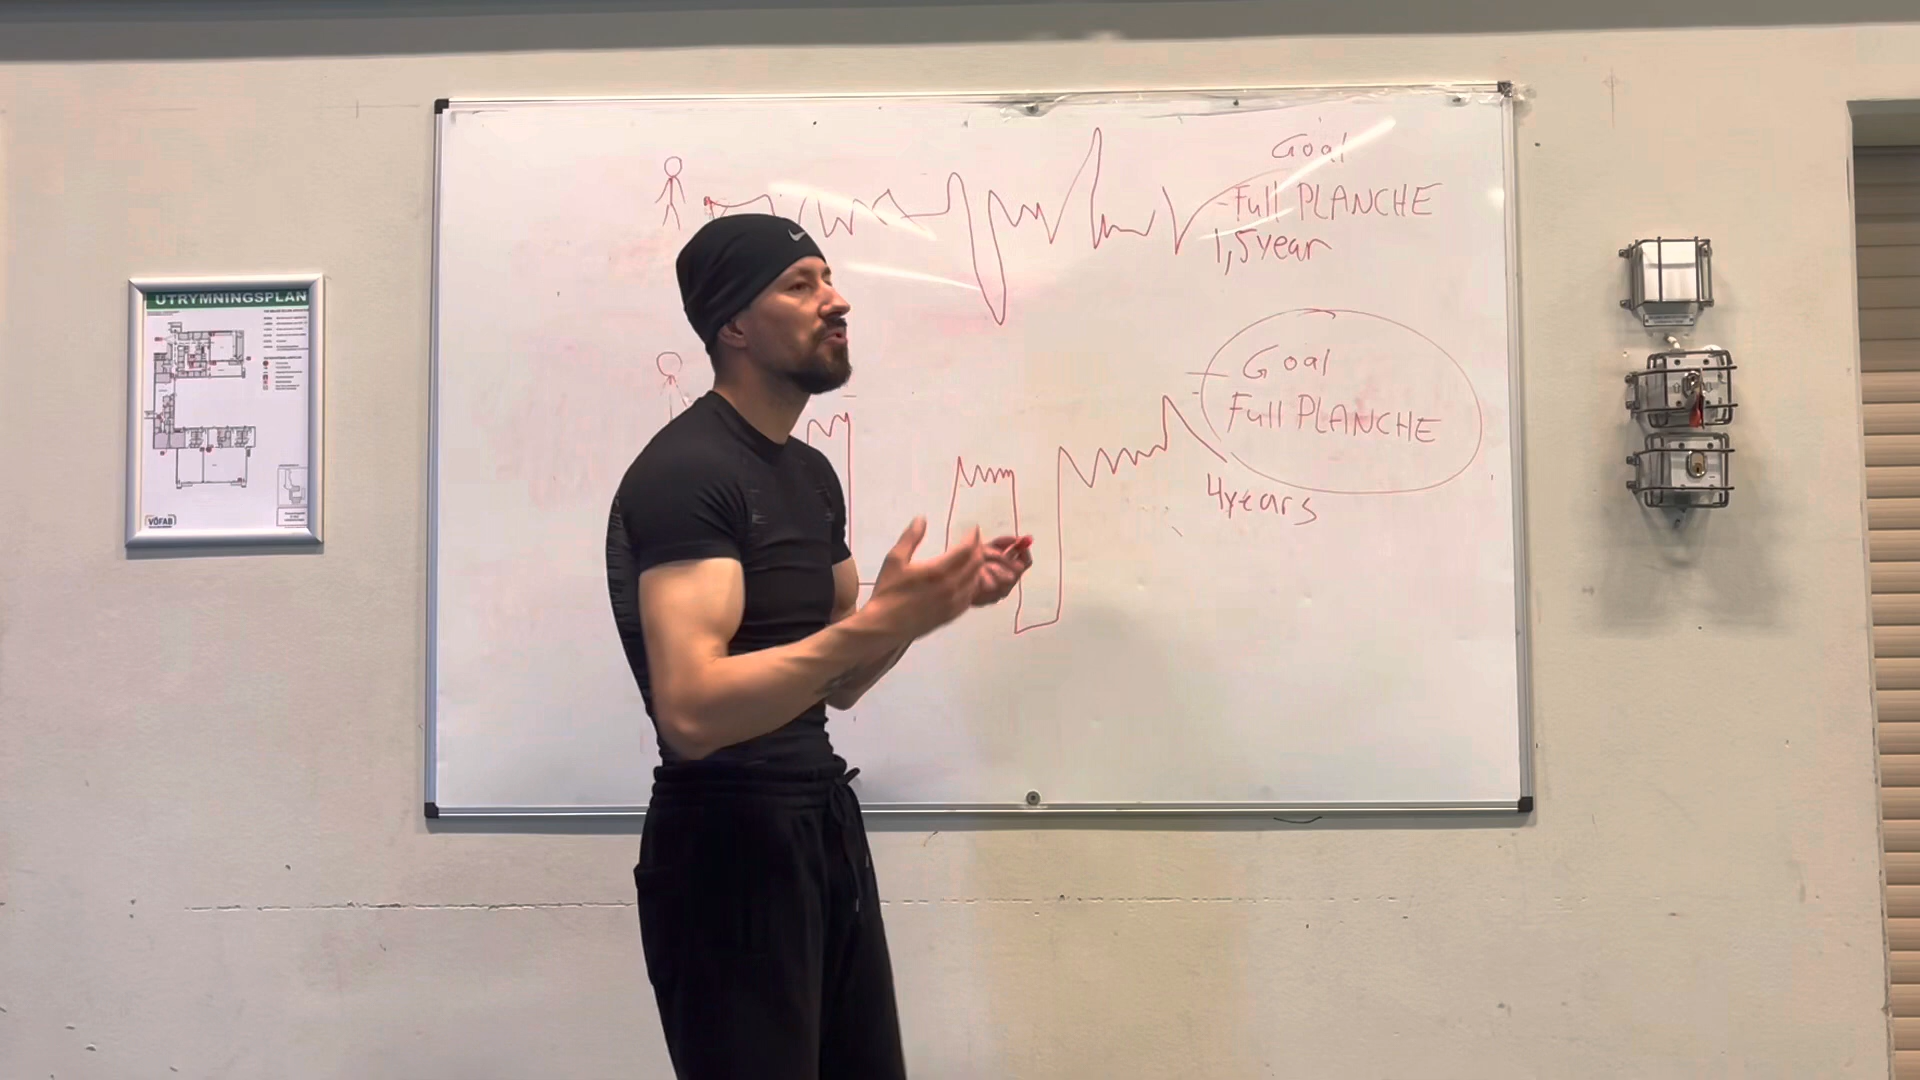 UTRYMNINGSPLAN
VÖFAB
Goal
-Full PLANCHE
1,5year
Goal
Full PLANCHE
4years